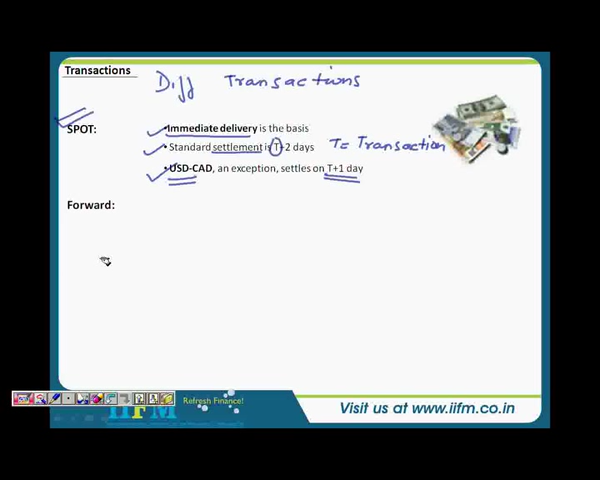 Transactions
Diff Transactions
SPOT:
•Immediate delivery is the basis
•Standard settlement is T+2 days
T= Transaction
•USD-CAD, an exception, settles on T+1 day
Forward:
IIFM
Refresh Finance!
Visit us at www.iifm.co.in